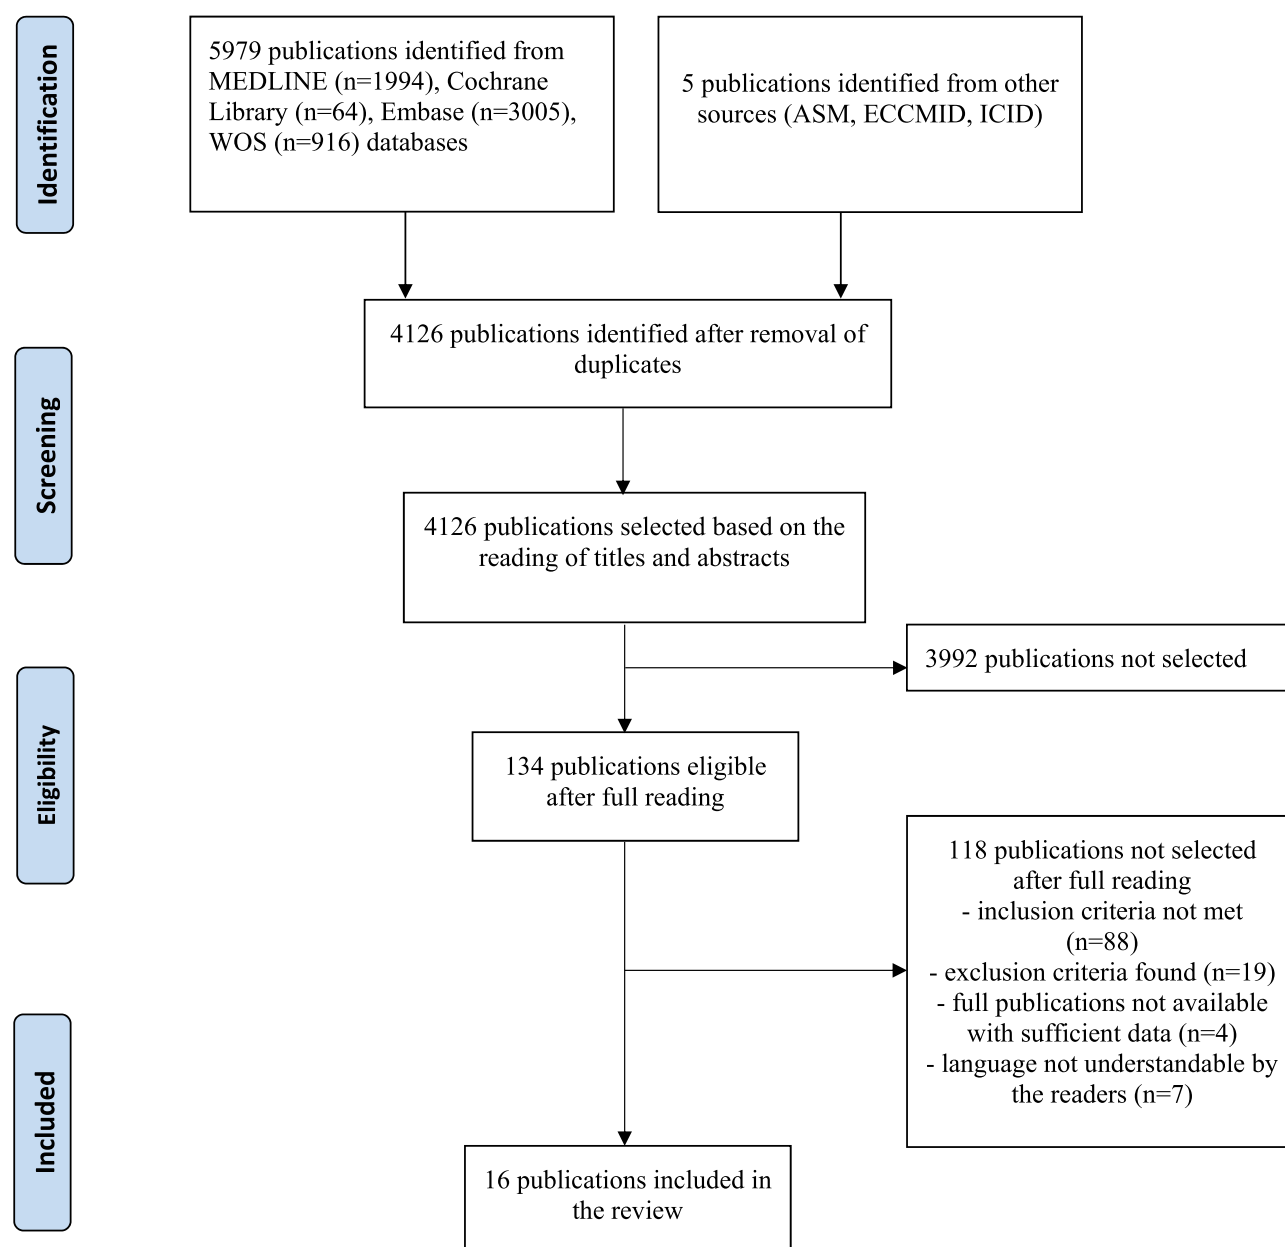 Identification
5979 publications identified from
MEDLINE (n=1994), Cochrane
Library (n=64), Embase (n=3005),
WOS (n=916) databases
5 publications identified from other
sources (ASM, ECCMID, ICID)
4126 publications identified after removal of
duplicates
Screening
4126 publications selected based on the
reading of titles and abstracts
3992 publications not selected
Eligibility
134 publications eligible
after full reading
118 publications not selected
after full reading
- inclusion criteria not met
(n=88)
- exclusion criteria found (n=19)
- full publications not available
with sufficient data (n=4)
- language not understandable by
the readers (n=7)
Included
16 publications included in
the review